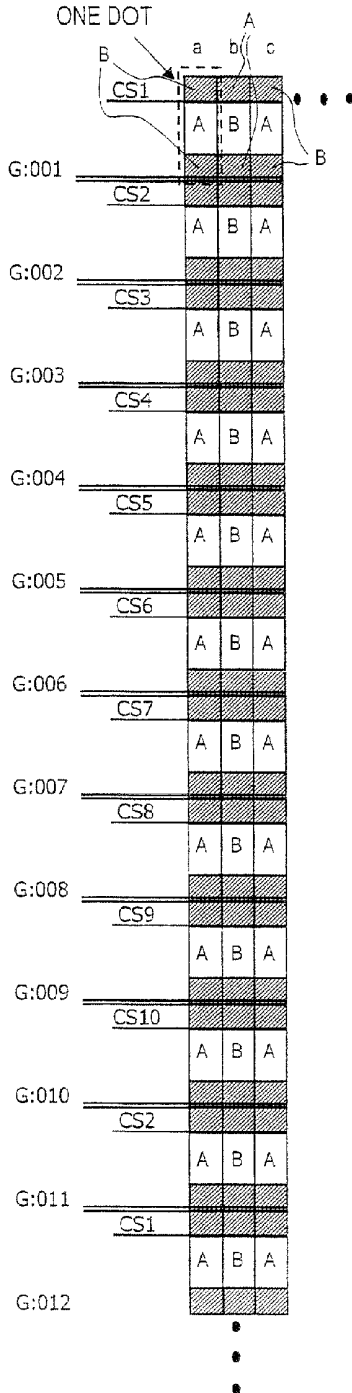 ONE DOT
A
B a b c
CS1
A B A
B
G:001
CS2
A B A
G:002
CS3
A B A
G:003
CS4
A B A
G:004
CS5
A B A
G:005
CS6
A B A
G:006
CS7
A B A
G:007
CS8
A B A
G:008
CS9
A B A
G:009
CS10
A B A
G:010
CS2
A B A
G:011
CS1
A B A
G:012